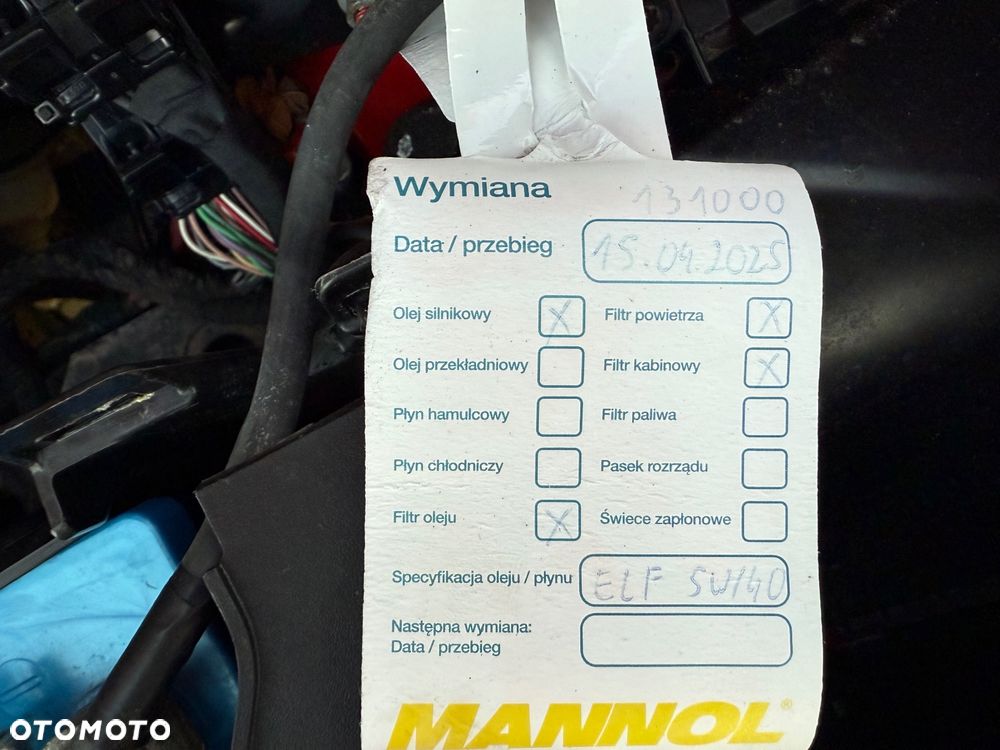 Wymiana 131000
Data / przebieg 15.04.2025
Olej silnikowy X Filtr powietrza X
Olej przekładniowy Filtr kabinowy X
Płyn hamulcowy Filtr paliwa
Płyn chłodniczy Pasek rozrządu
Filtr oleju X Świece zapłonowe
Specyfikacja oleju / płynu ELF 5W40
Następna wymiana:
Data / przebieg
MANNOL®
OTOMOTO